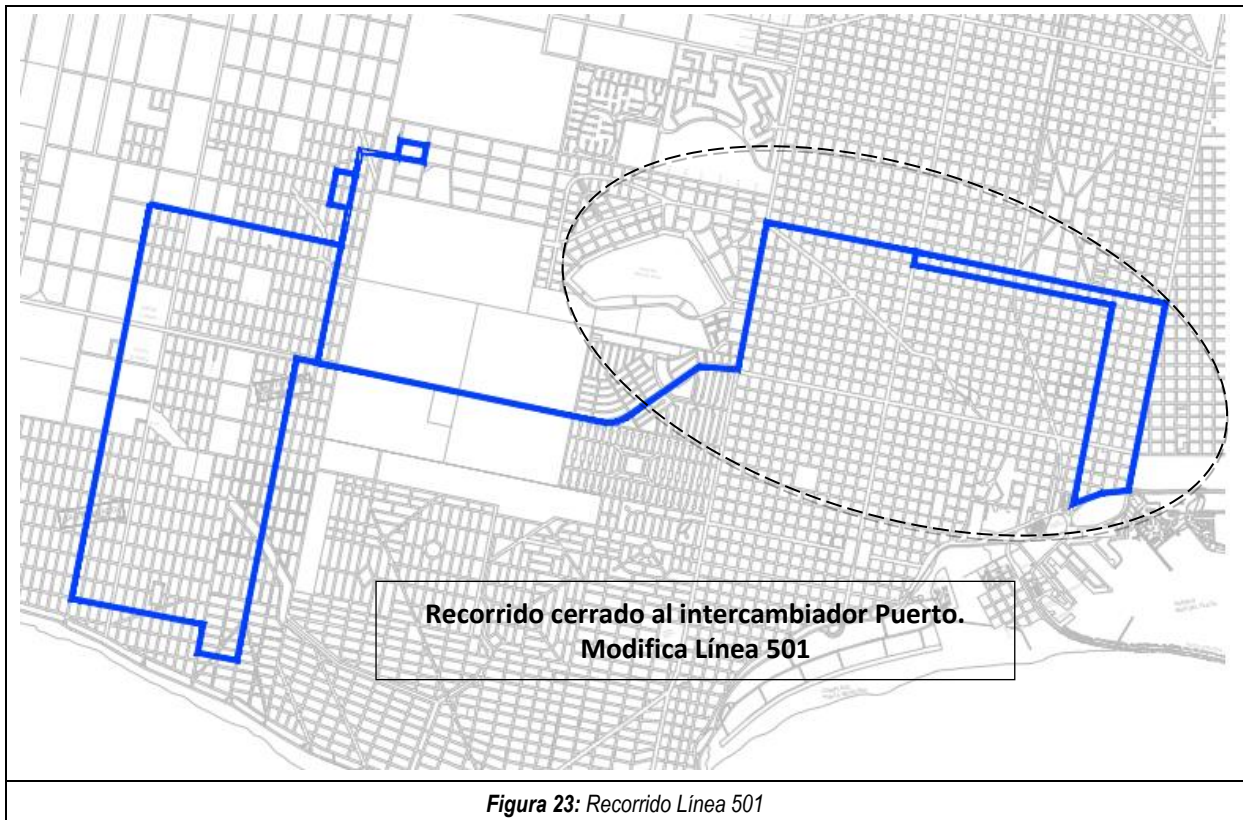 Recorrido cerrado al intercambiador Puerto.
Modifica Línea 501
Figura 23: Recorrido Línea 501